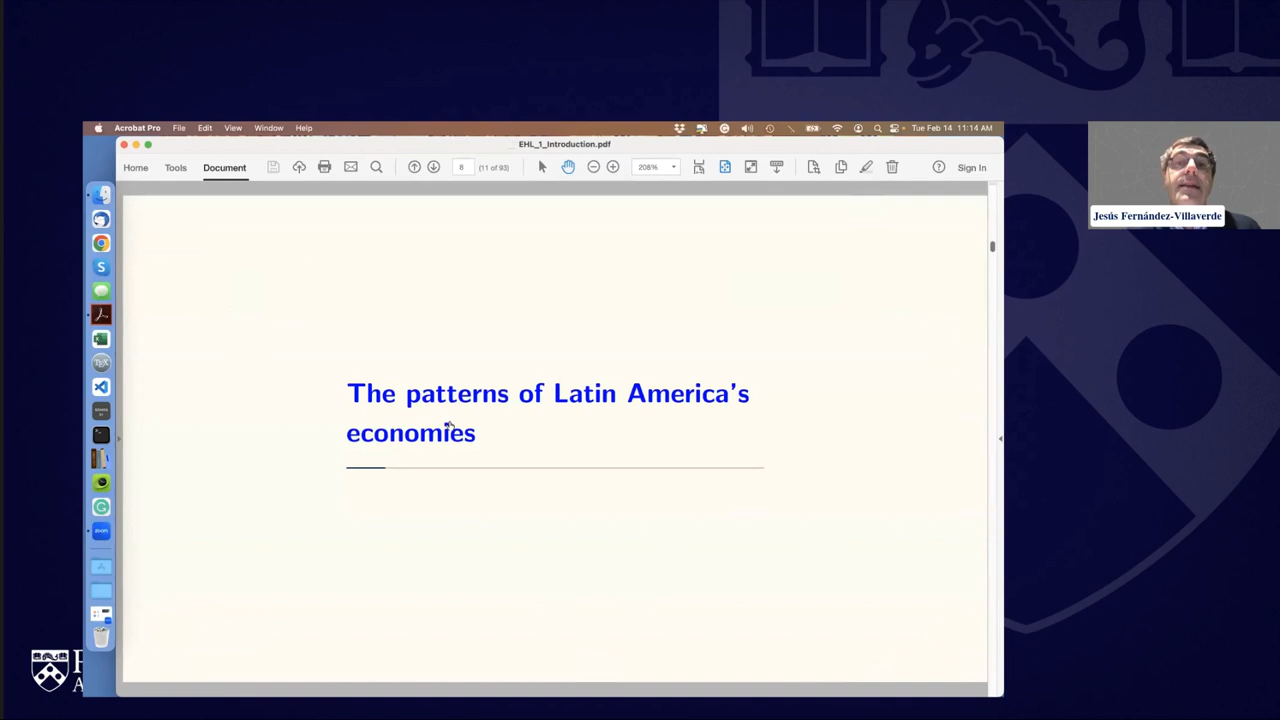 Acrobat Pro File Edit View Window Help Tue Feb 14 11:14 AM
EHL_1_Introduction.pdf
Home Tools Document 8 (11 of 93) 208% Sign In
Jesús Fernández-Villaverde
The patterns of Latin America's
economies